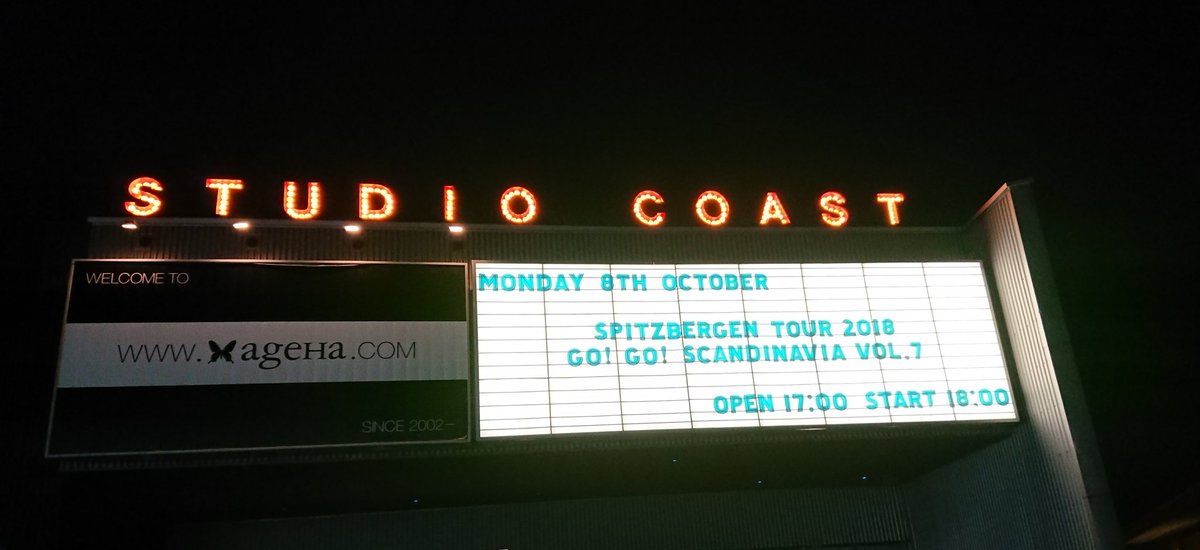 STUDIO COAST
WELCOME TO
WWW.ageHa.COM
SINCE 2002–
MONDAY 8TH OCTOBER
SPITZBERGEN TOUR 2018
GO! GO! SCANDINAVIA VOL.7
OPEN 17:00 START 18:00